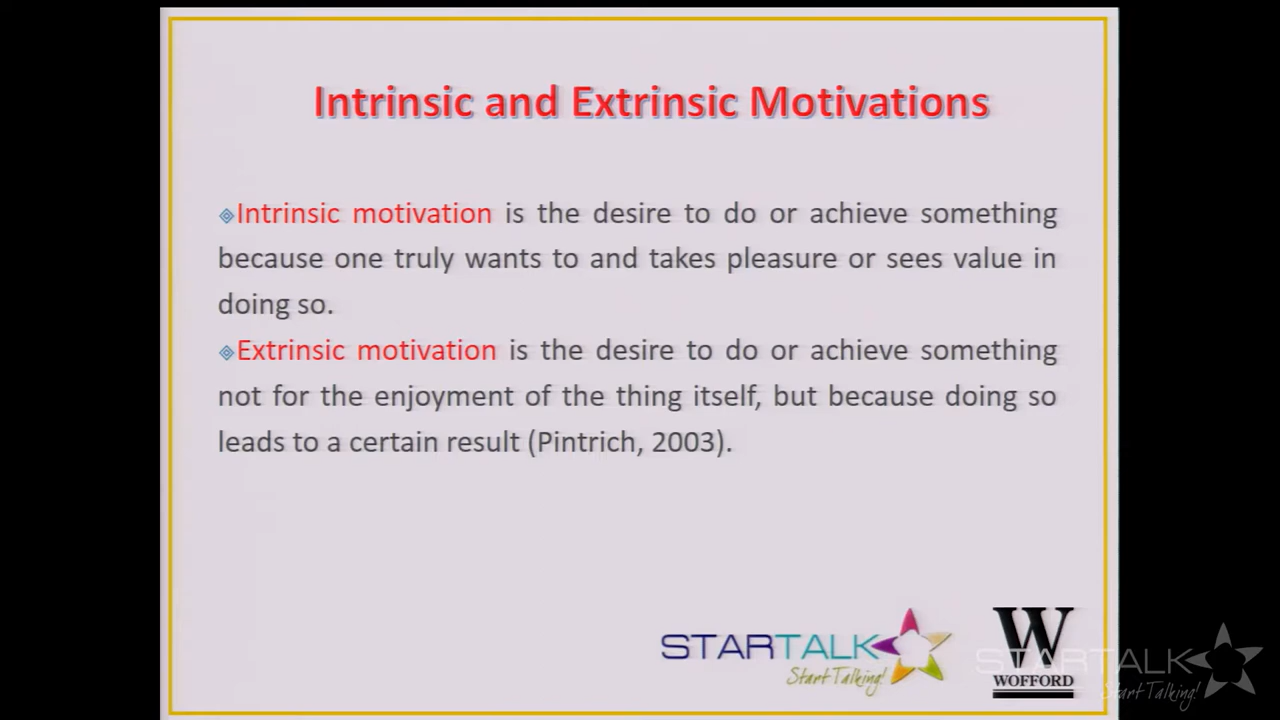 Intrinsic and Extrinsic Motivations
Intrinsic motivation is the desire to do or achieve something
because one truly wants to and takes pleasure or sees value in
doing so.
Extrinsic motivation is the desire to do or achieve something
not for the enjoyment of the thing itself, but because doing so
leads to a certain result (Pintrich, 2003).
STARTALK
Start Talking!
W
WOFFORD
STARTALK
Start Talking!